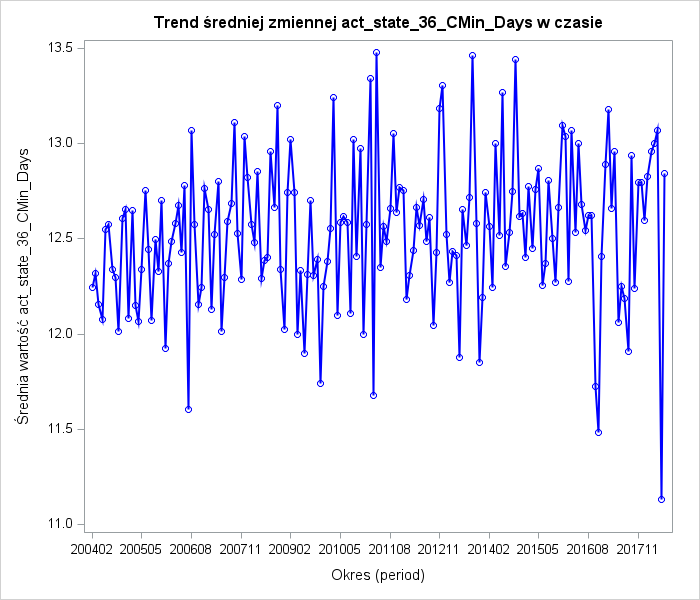 Trend średniej zmiennej act_state_36_CMin_Days w czasie
Średnia wartość act_state_36_CMin_Days
13.5
13.0
12.5
12.0
11.5
11.0
200402 200505 200608 200711 200902 201005 201108 201211 201402 201505 201608 201711
Okres (period)